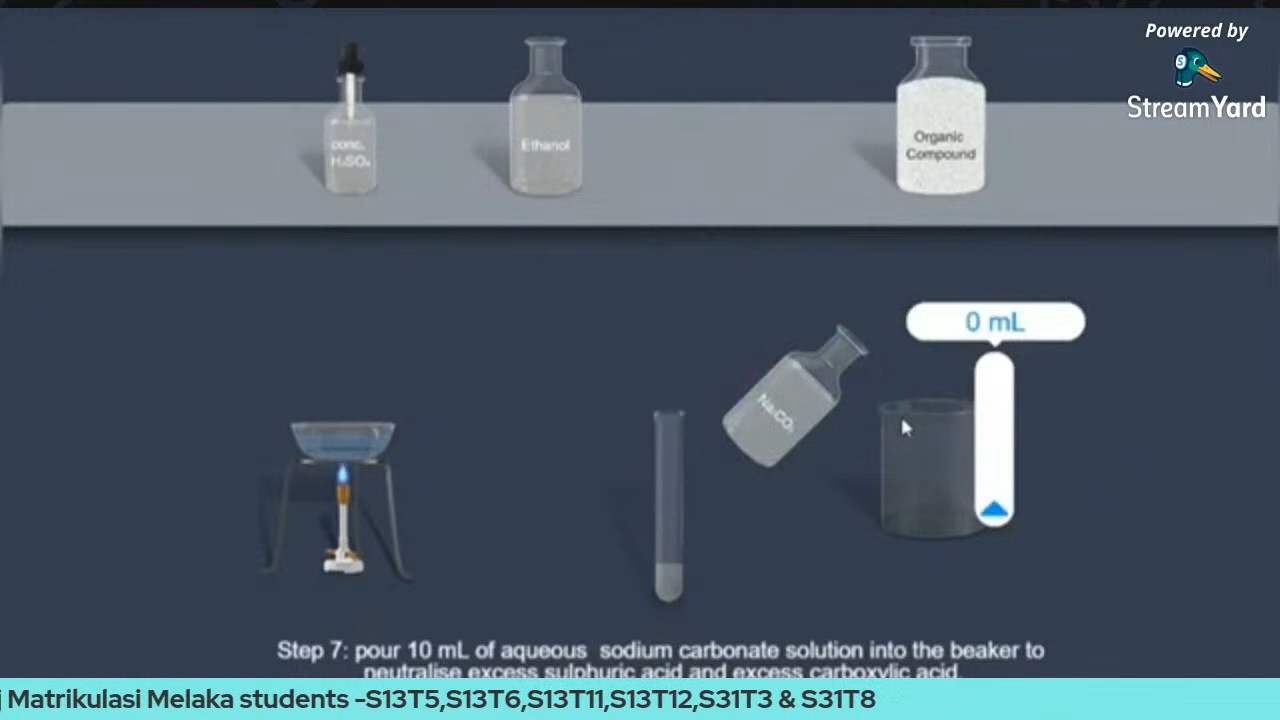 Powered by
StreamYard
conc.
H₂SO₄
Ethanol
Organic
Compound
0 mL
Na₂CO₃
Step 7: pour 10 mL of aqueous sodium carbonate solution into the beaker to
neutralise excess sulphuric acid and excess carboxylic acid.
j Matrikulasi Melaka students -S13T5,S13T6,S13T11,S13T12,S31T3 & S31T8